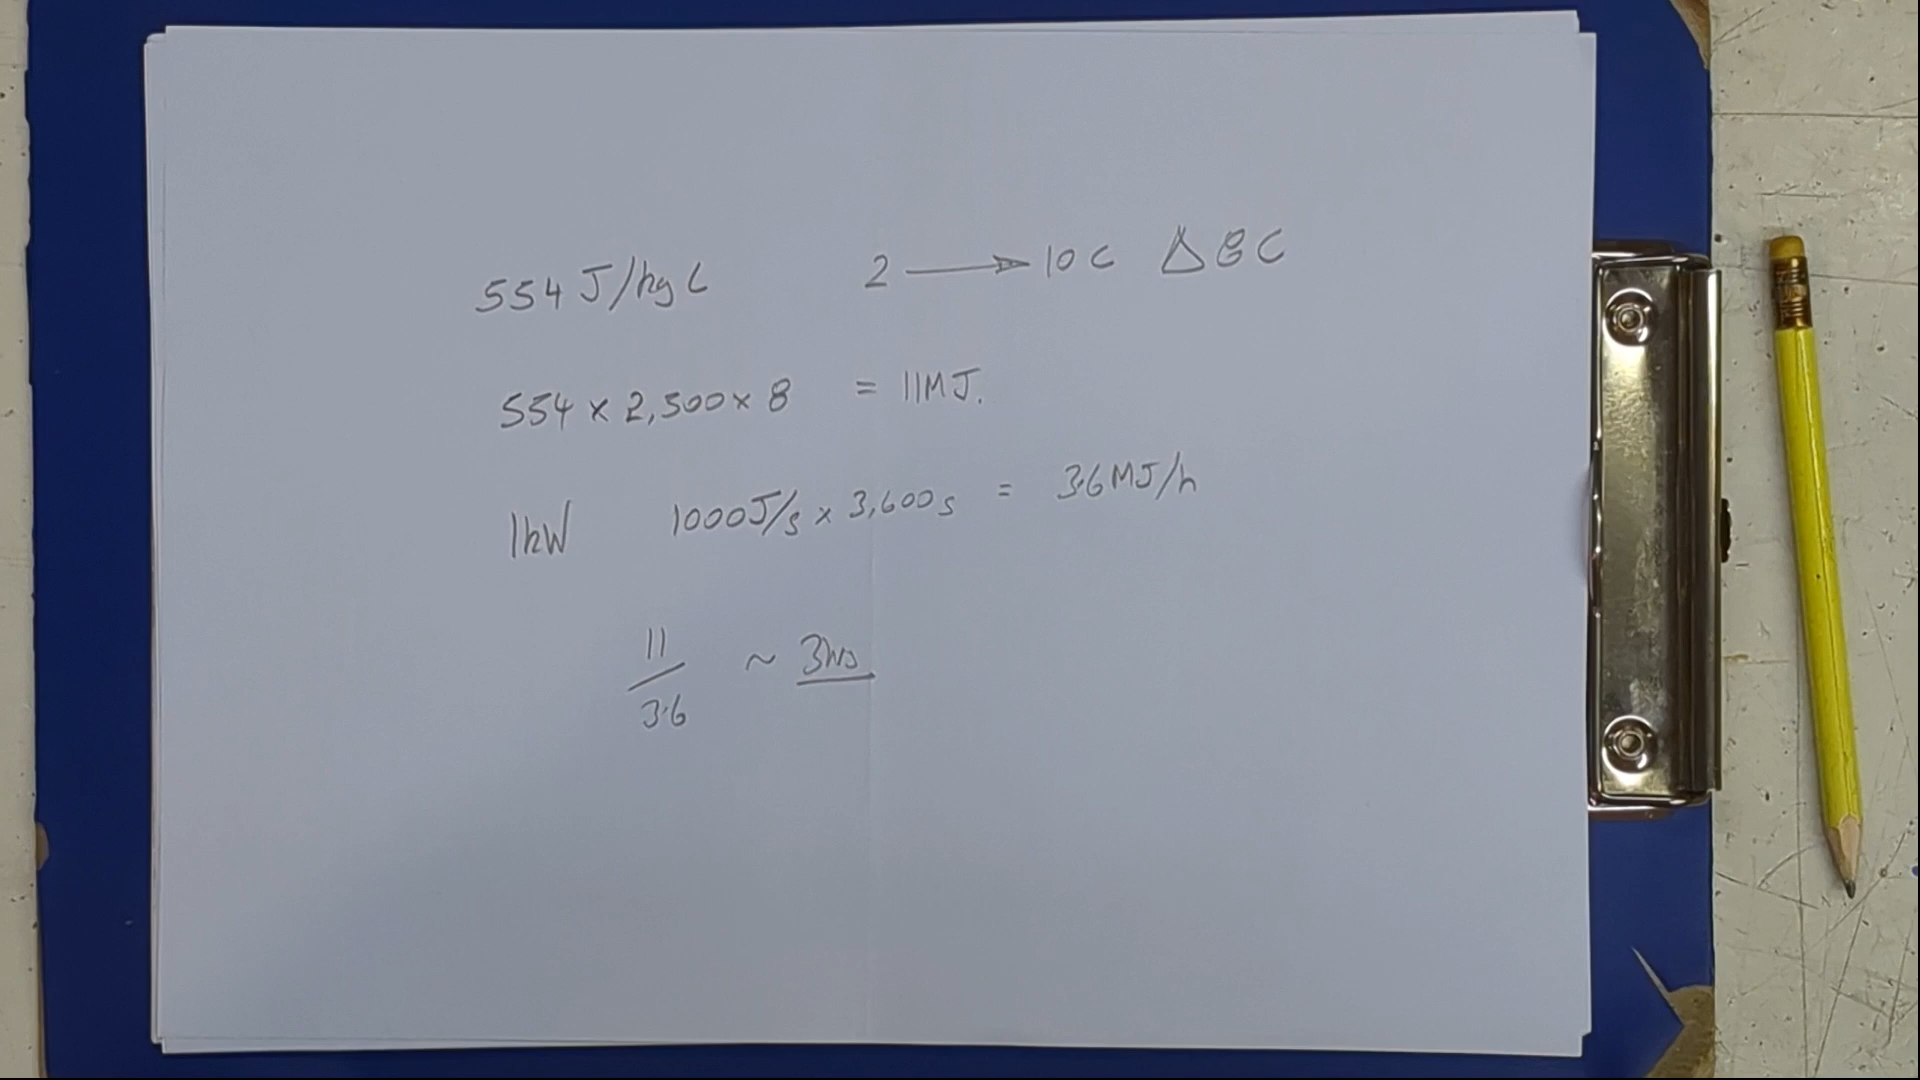 554 J/kg C 2 → 10 C Δ 8 C
554 x 2,500 x 8 = 11MJ.
1kW 1000J/s x 3,600s = 3.6MJ/h
11/3.6 ~ 3hrs